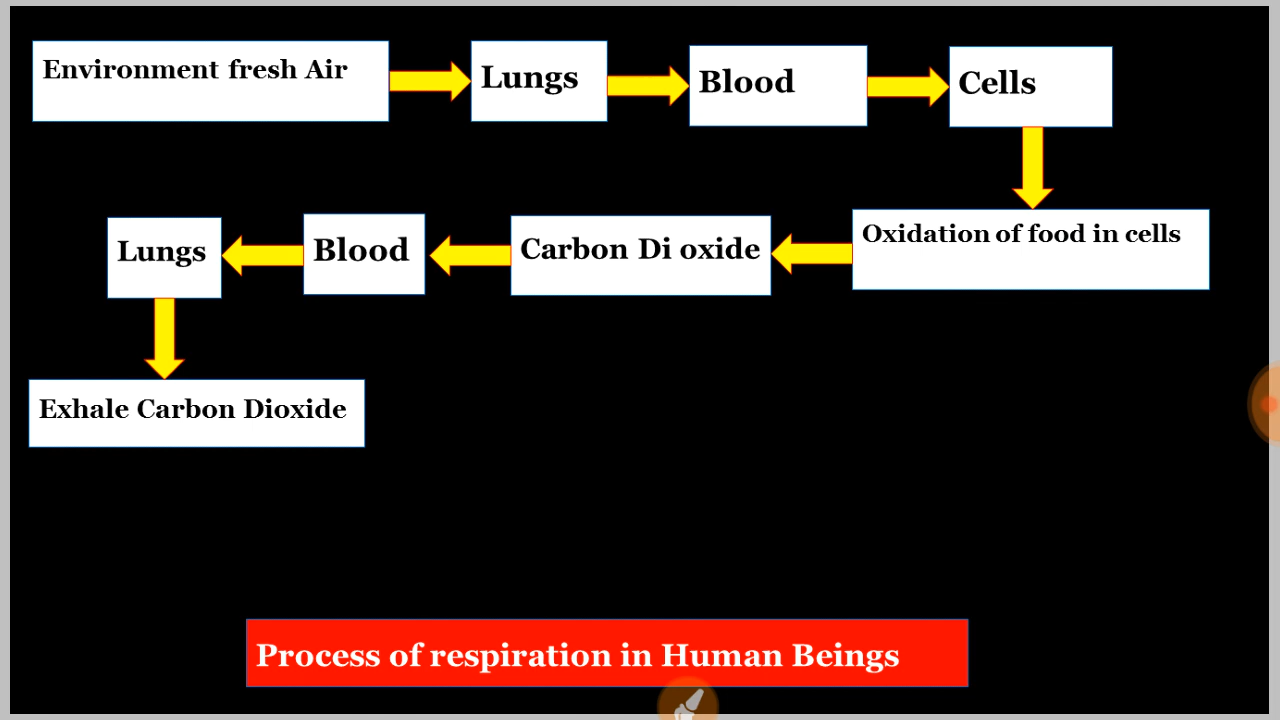 Environment fresh Air
Lungs
Blood
Cells
Oxidation of food in cells
Carbon Di oxide
Blood
Lungs
Exhale Carbon Dioxide
Process of respiration in Human Beings